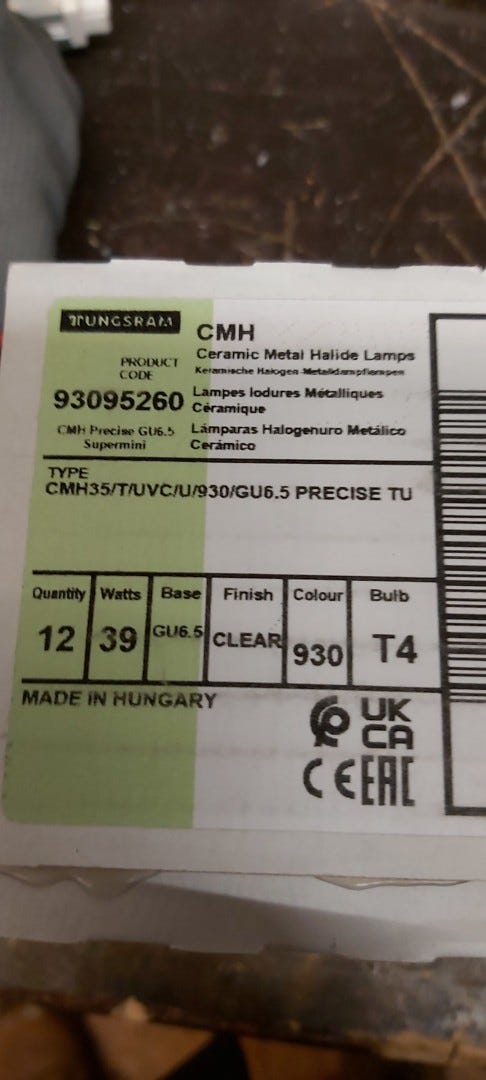 TUNGSRAM
CMH
PRODUCT CODE
Ceramic Metal Halide Lamps
Keramische Halogen-Metalldampflampen
93095260
Lampes Iodures Métalliques
Céramique
CMH Precise GU6.5
Supermini
Lámparas Halogenuro Metálico
Cerámico
TYPE
CMH35/T/UVC/U/930/GU6.5 PRECISE TU
Quantity Watts Base Finish Colour Bulb
12 39 GU6.5 CLEAR 930 T4
MADE IN HUNGARY
UK
CA
CE EAC